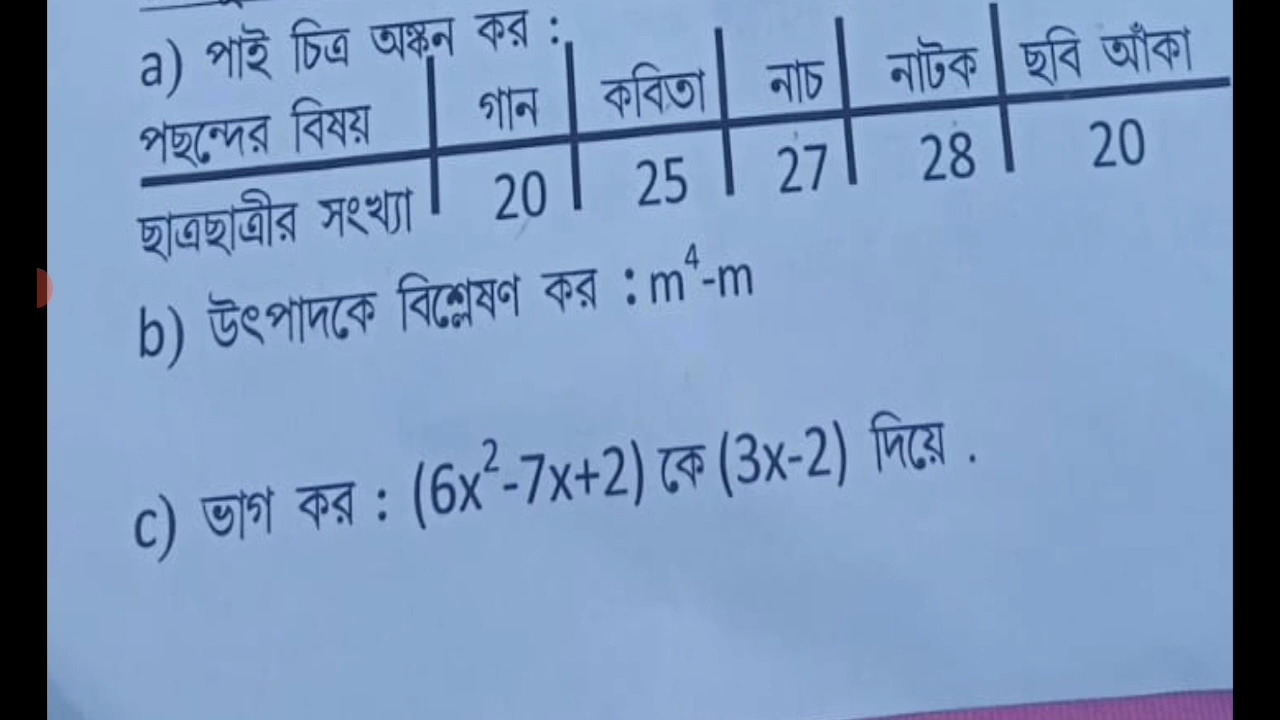 a) পাই চিত্র অঙ্কন কর :
পছন্দের বিষয় গান কবিতা নাচ নাটক ছবি আঁকা
ছাত্রছাত্রীর সংখ্যা 20 25 27 28 20
b) উৎপাদকে বিশ্লেষণ কর : m⁴-m
c) ভাগ কর : (6x²-7x+2) কে (3x-2) দিয়ে .